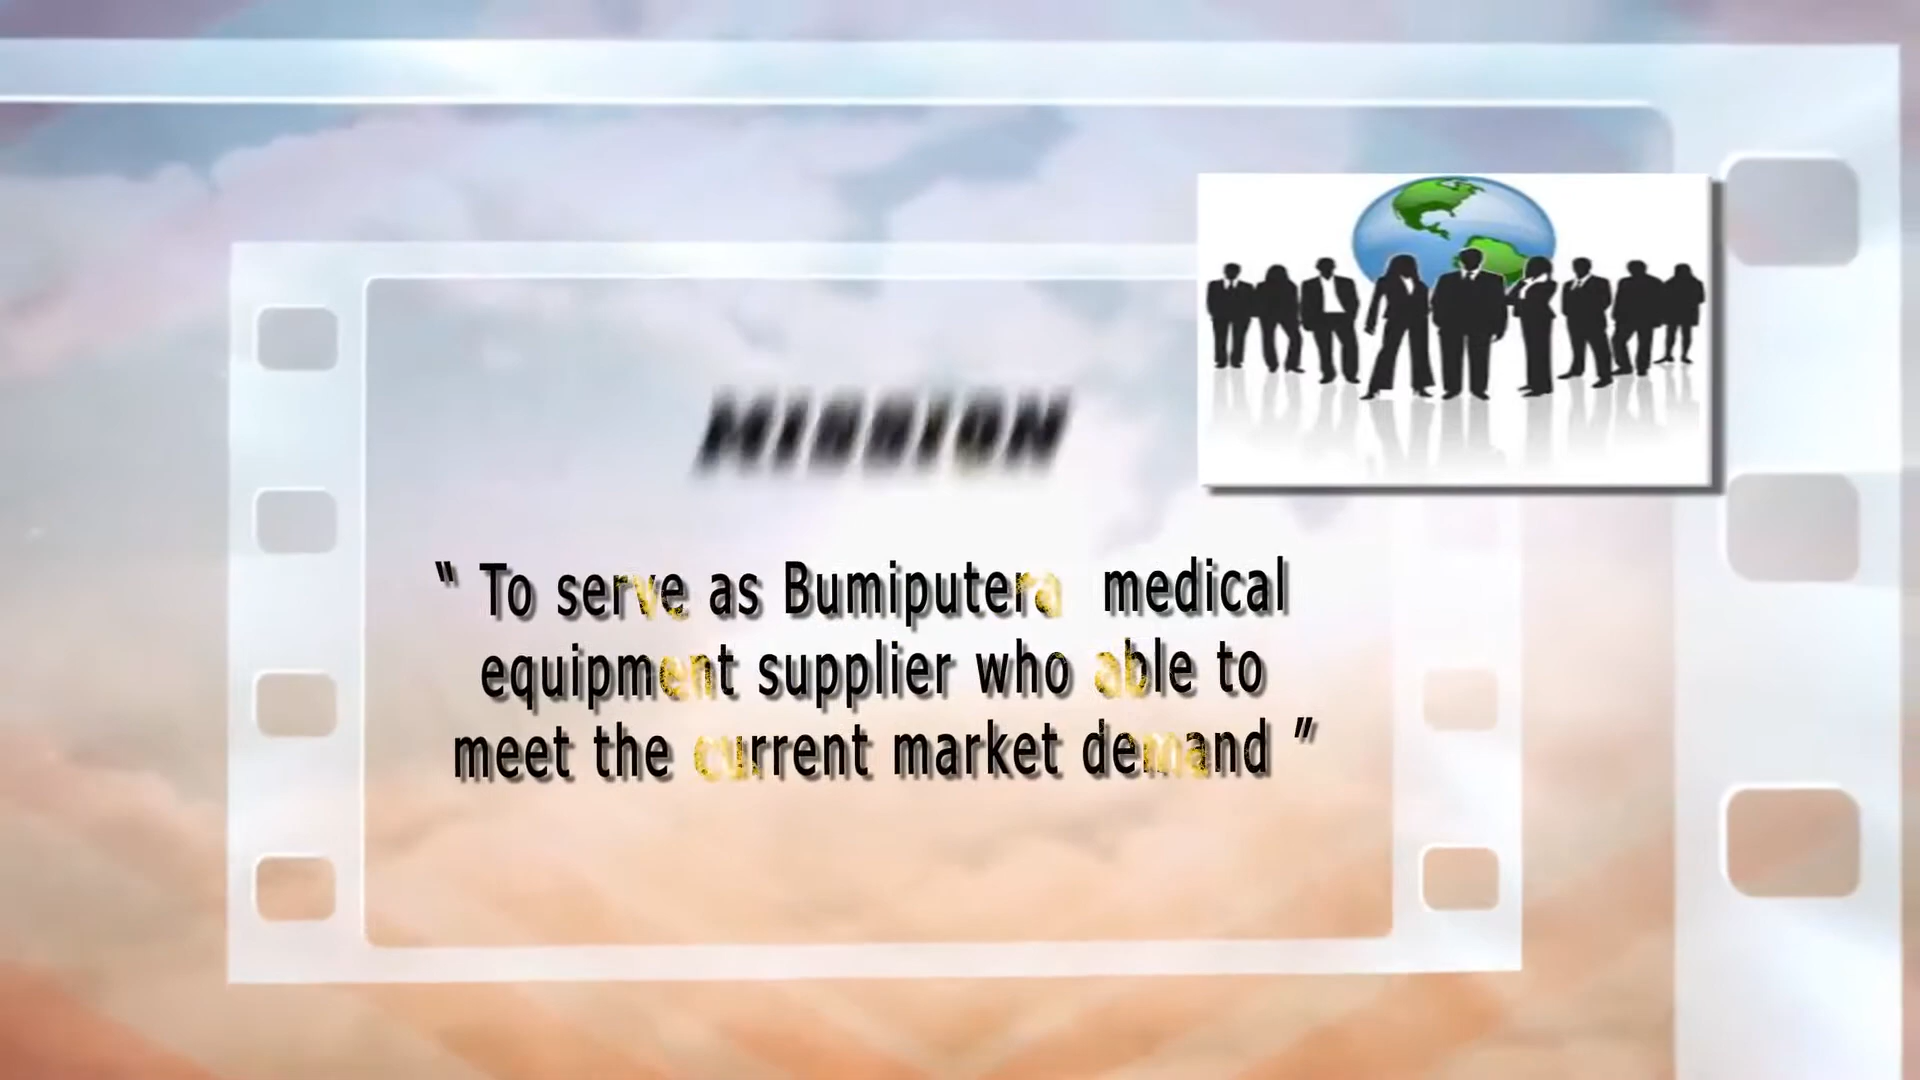 MISSION
" To serve as Bumiputera medical
equipment supplier who able to
meet the current market demand "